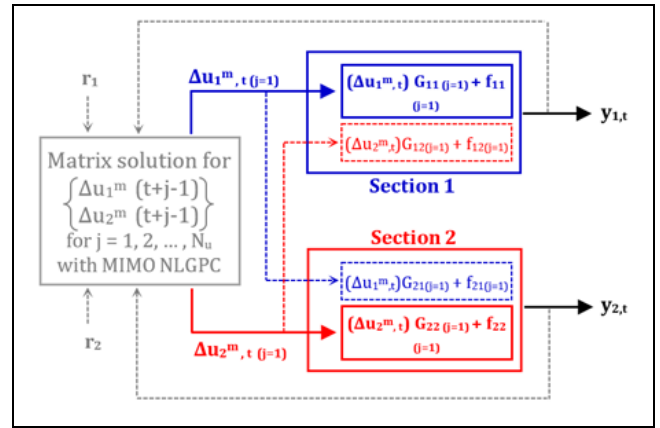 r₁
Δu₁ᵐ, t (j=1)
(Δu₁ᵐ,t) G₁₁ (j=1) + f₁₁
(j=1)
(Δu₂ᵐ,t)G₁₂(j=1) + f₁₂(j=1)
Section 1
y₁,t
Matrix solution for
{Δu₁ᵐ (t+j-1)}
{Δu₂ᵐ (t+j-1)}
for j = 1, 2, ... , Nᵤ
with MIMO NLGPC
r₂
Δu₂ᵐ, t (j=1)
Section 2
(Δu₁ᵐ,t)G₂₁(j=1) + f₂₁(j=1)
(Δu₂ᵐ, t) G₂₂ (j=1) + f₂₂
(j=1)
y₂,t